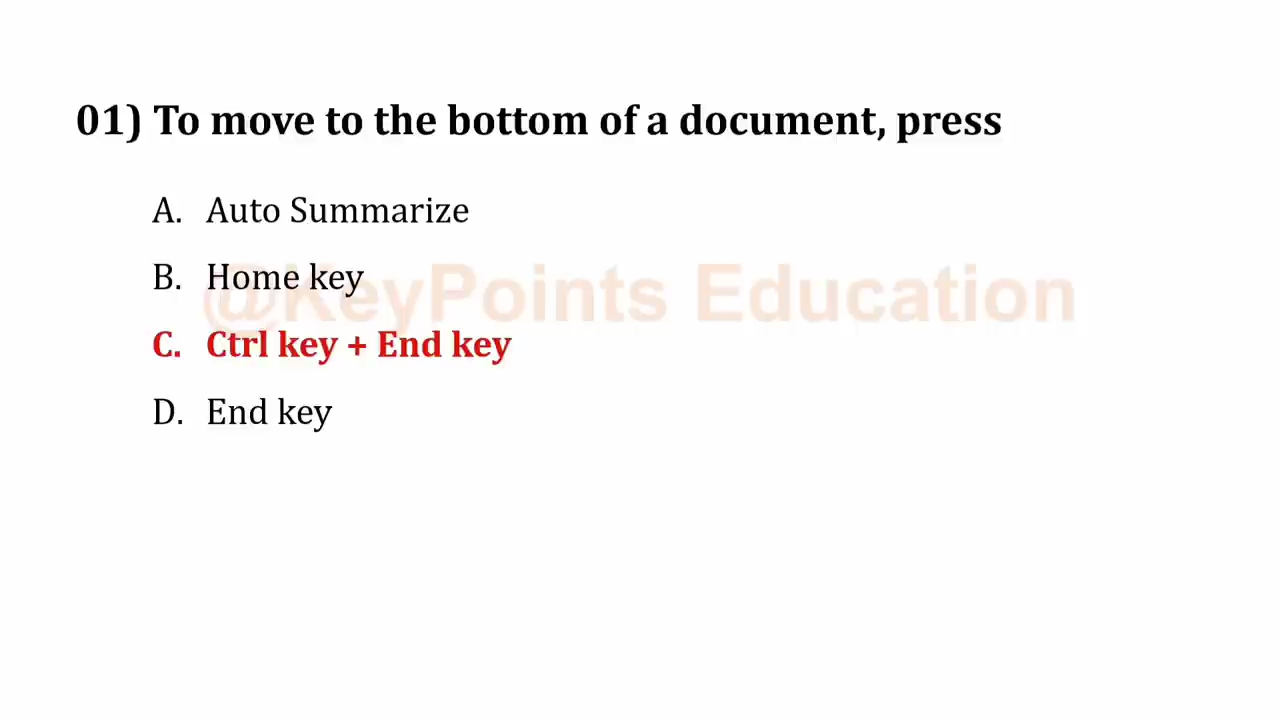 01) To move to the bottom of a document, press
A. Auto Summarize
B. Home key
@KeyPoints Education
C. Ctrl key + End key
D. End key